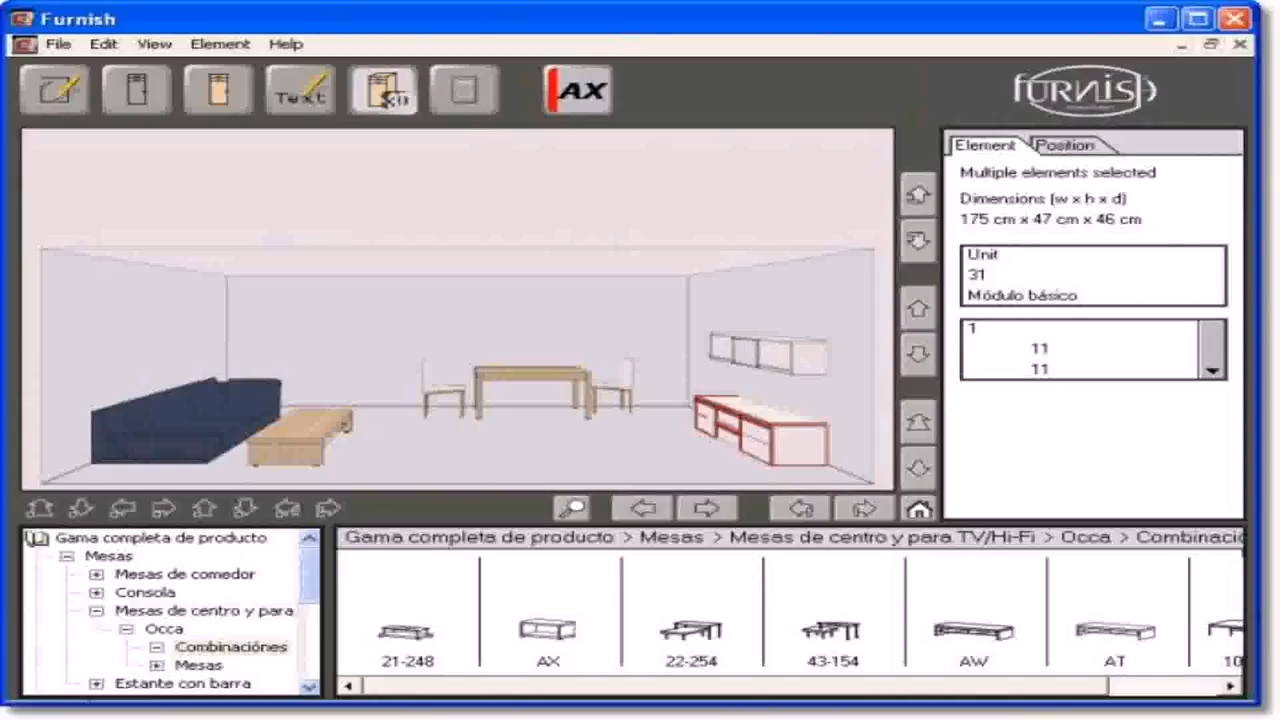 Furnish
File Edit View Element Help
Text
AX
FURNISH
Element Position
Multiple elements selected
Dimensions (w x h x d)
175 cm x 47 cm x 46 cm
Unit
31
Módulo básico
1
11
11
Gama completa de producto
Mesas
Mesas de comedor
Consola
Mesas de centro y para
Occa
Combinaciónes
Mesas
Estante con barra
Gama completa de producto > Mesas > Mesas de centro y para TV/Hi-Fi > Occa > Combinacio
21-248 AX 22-254 43-154 AW AT 10